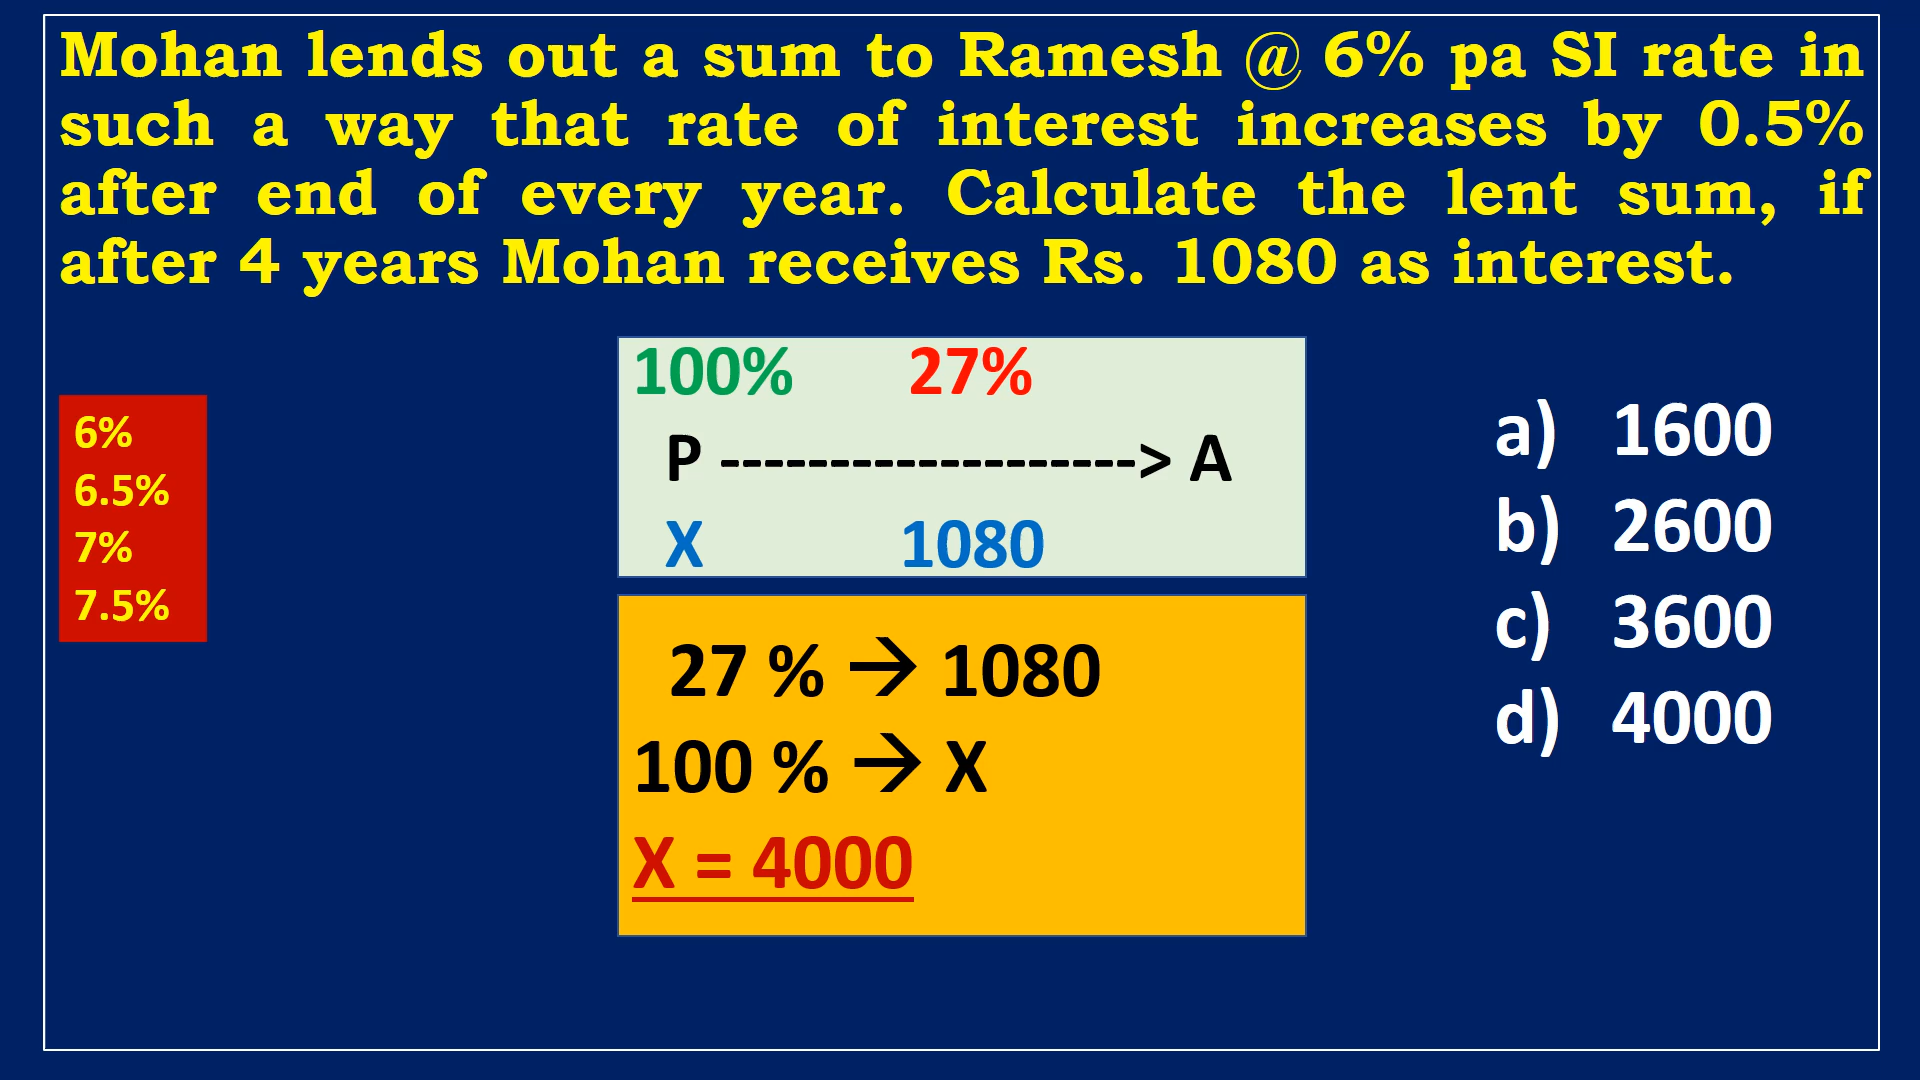 Mohan lends out a sum to Ramesh @ 6% pa SI rate in
such a way that rate of interest increases by 0.5%
after end of every year. Calculate the lent sum, if
after 4 years Mohan receives Rs. 1080 as interest.
6%
6.5%
7%
7.5%
100% 27%
P -------------------> A
X 1080
27 % → 1080
100 % → X
X = 4000
a) 1600
b) 2600
c) 3600
d) 4000